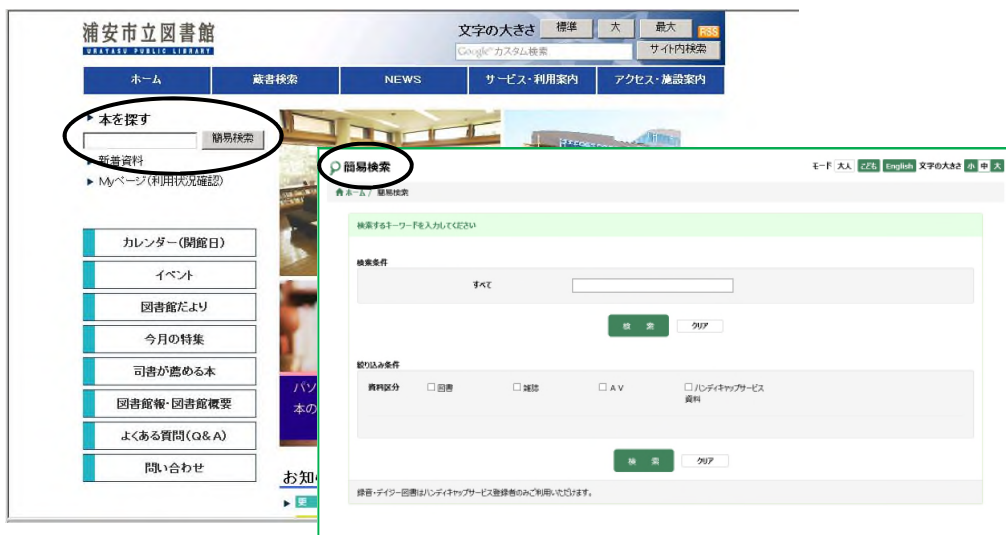 浦安市立図書館
URAYASU PUBLIC LIBRARY
文字の大きさ 標準 大 最大 RSS
Google カスタム検索 サイト内検索
ホーム 蔵書検索 NEWS サービス・利用案内 アクセス・施設案内
本を探す
簡易検索
新着資料
Myページ(利用状況確認)
カレンダー(開館日)
イベント
図書館だより
今月の特集
司書が薦める本
図書館報・図書館概要
よくある質問(Q&A)
問い合わせ
パソ
本の
お知
更
簡易検索
モード 大人 こども English 文字の大きさ 小 中 大
ホーム / 簡易検索
検索するキーワードを入力してください
検索条件
すべて
検 索 クリア
絞り込み条件
資料区分 図書 雑誌 AV ハンディキャップサービス
資料
検 索 クリア
録音・デイジー図書はハンディキャップサービス登録者のみご利用いただけます。